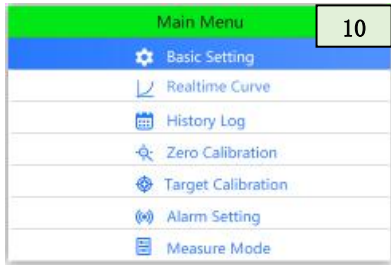 Main Menu
10
Basic Setting
Realtime Curve
History Log
Zero Calibration
Target Calibration
Alarm Setting
Measure Mode